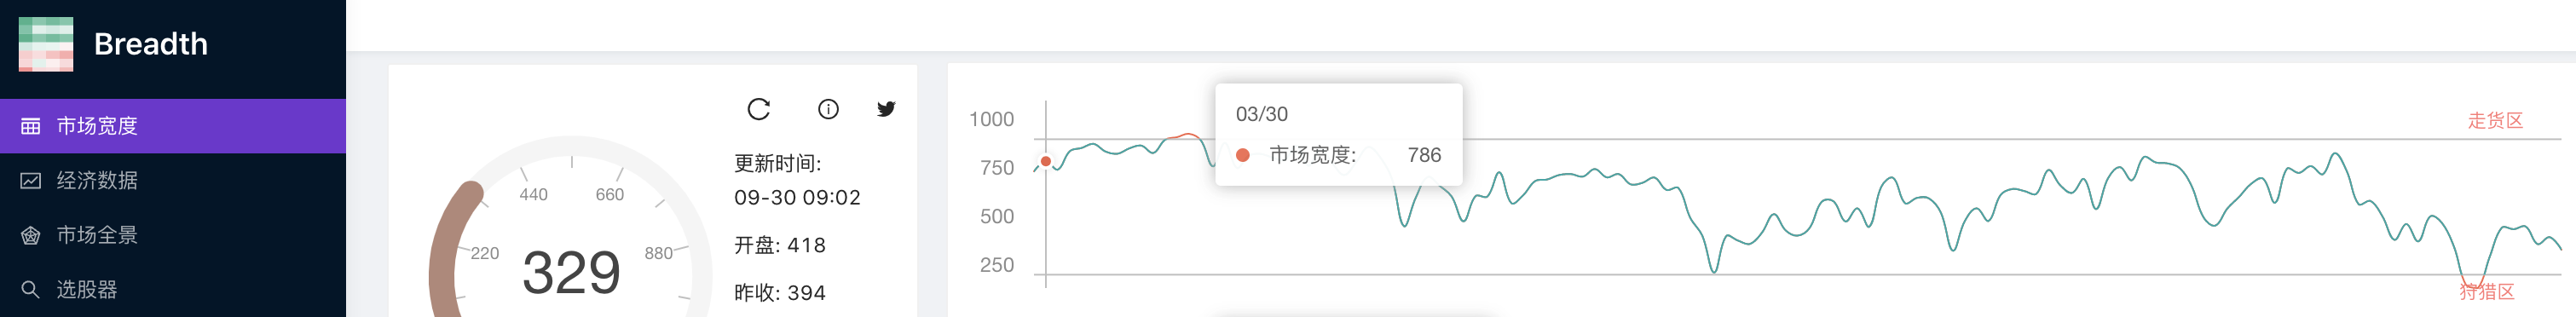 Breadth
市场宽度
经济数据
市场全景
选股器
更新时间:
09-30 09:02
开盘: 418
昨收: 394
220
440
660
880
329
1000
750
500
250
03/30
市场宽度: 786
走货区
狩猎区